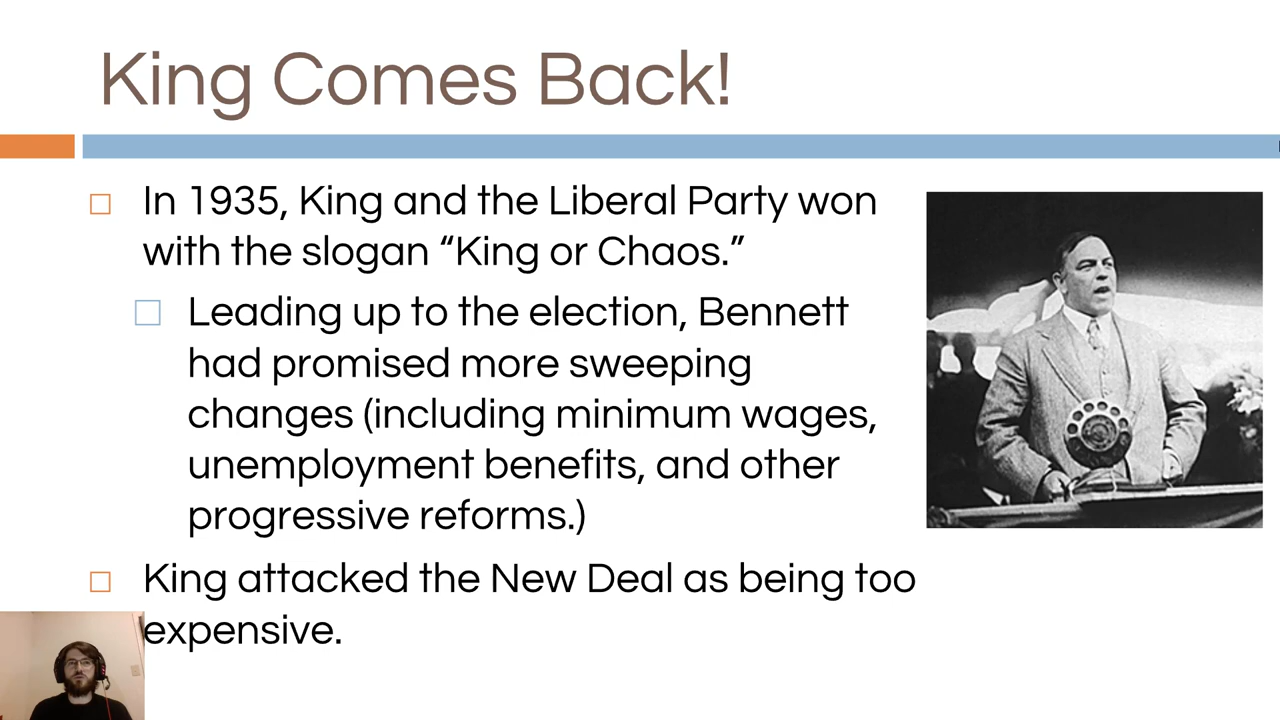 King Comes Back!
In 1935, King and the Liberal Party won
with the slogan “King or Chaos.”
Leading up to the election, Bennett
had promised more sweeping
changes (including minimum wages,
unemployment benefits, and other
progressive reforms.)
King attacked the New Deal as being too
expensive.